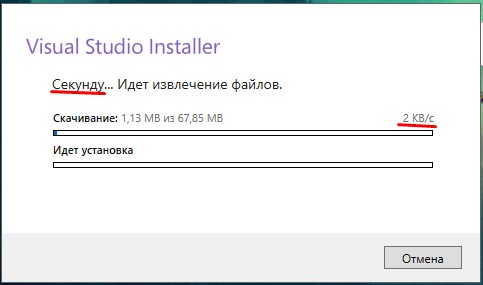 Visual Studio Installer
Секунду... Идет извлечение файлов.
Скачивание: 1,13 MB из 67,85 MB 2 KB/с
Идет установка
Отмена